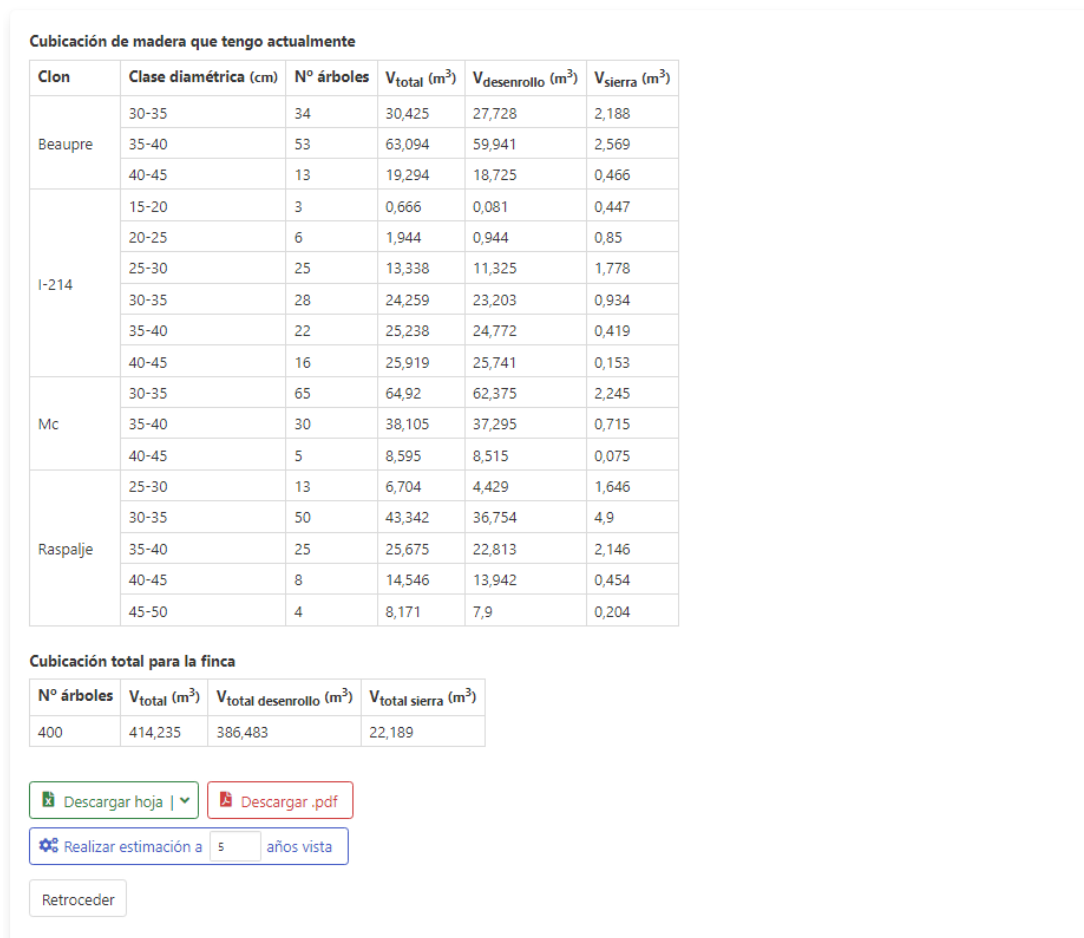 Cubicación de madera que tengo actualmente
Clon Clase diamétrica (cm) Nº árboles Vtotal (m3) Vdesenrollo (m3) Vsierra (m3)
30-35 34 30,425 27,728 2,188
Beaupre 35-40 53 63,094 59,941 2,569
40-45 13 19,294 18,725 0,466
15-20 3 0,666 0,081 0,447
20-25 6 1,944 0,944 0,85
25-30 25 13,338 11,325 1,778
I-214
30-35 28 24,259 23,203 0,934
35-40 22 25,238 24,772 0,419
40-45 16 25,919 25,741 0,153
30-35 65 64,92 62,375 2,245
Mc 35-40 30 38,105 37,295 0,715
40-45 5 8,595 8,515 0,075
25-30 13 6,704 4,429 1,646
30-35 50 43,342 36,754 4,9
Raspalje 35-40 25 25,675 22,813 2,146
40-45 8 14,546 13,942 0,454
45-50 4 8,171 7,9 0,204
Cubicación total para la finca
Nº árboles Vtotal (m3) Vtotal desenrollo (m3) Vtotal sierra (m3)
400 414,235 386,483 22,189
Descargar hoja | Descargar .pdf
Realizar estimación a 5 años vista
Retroceder